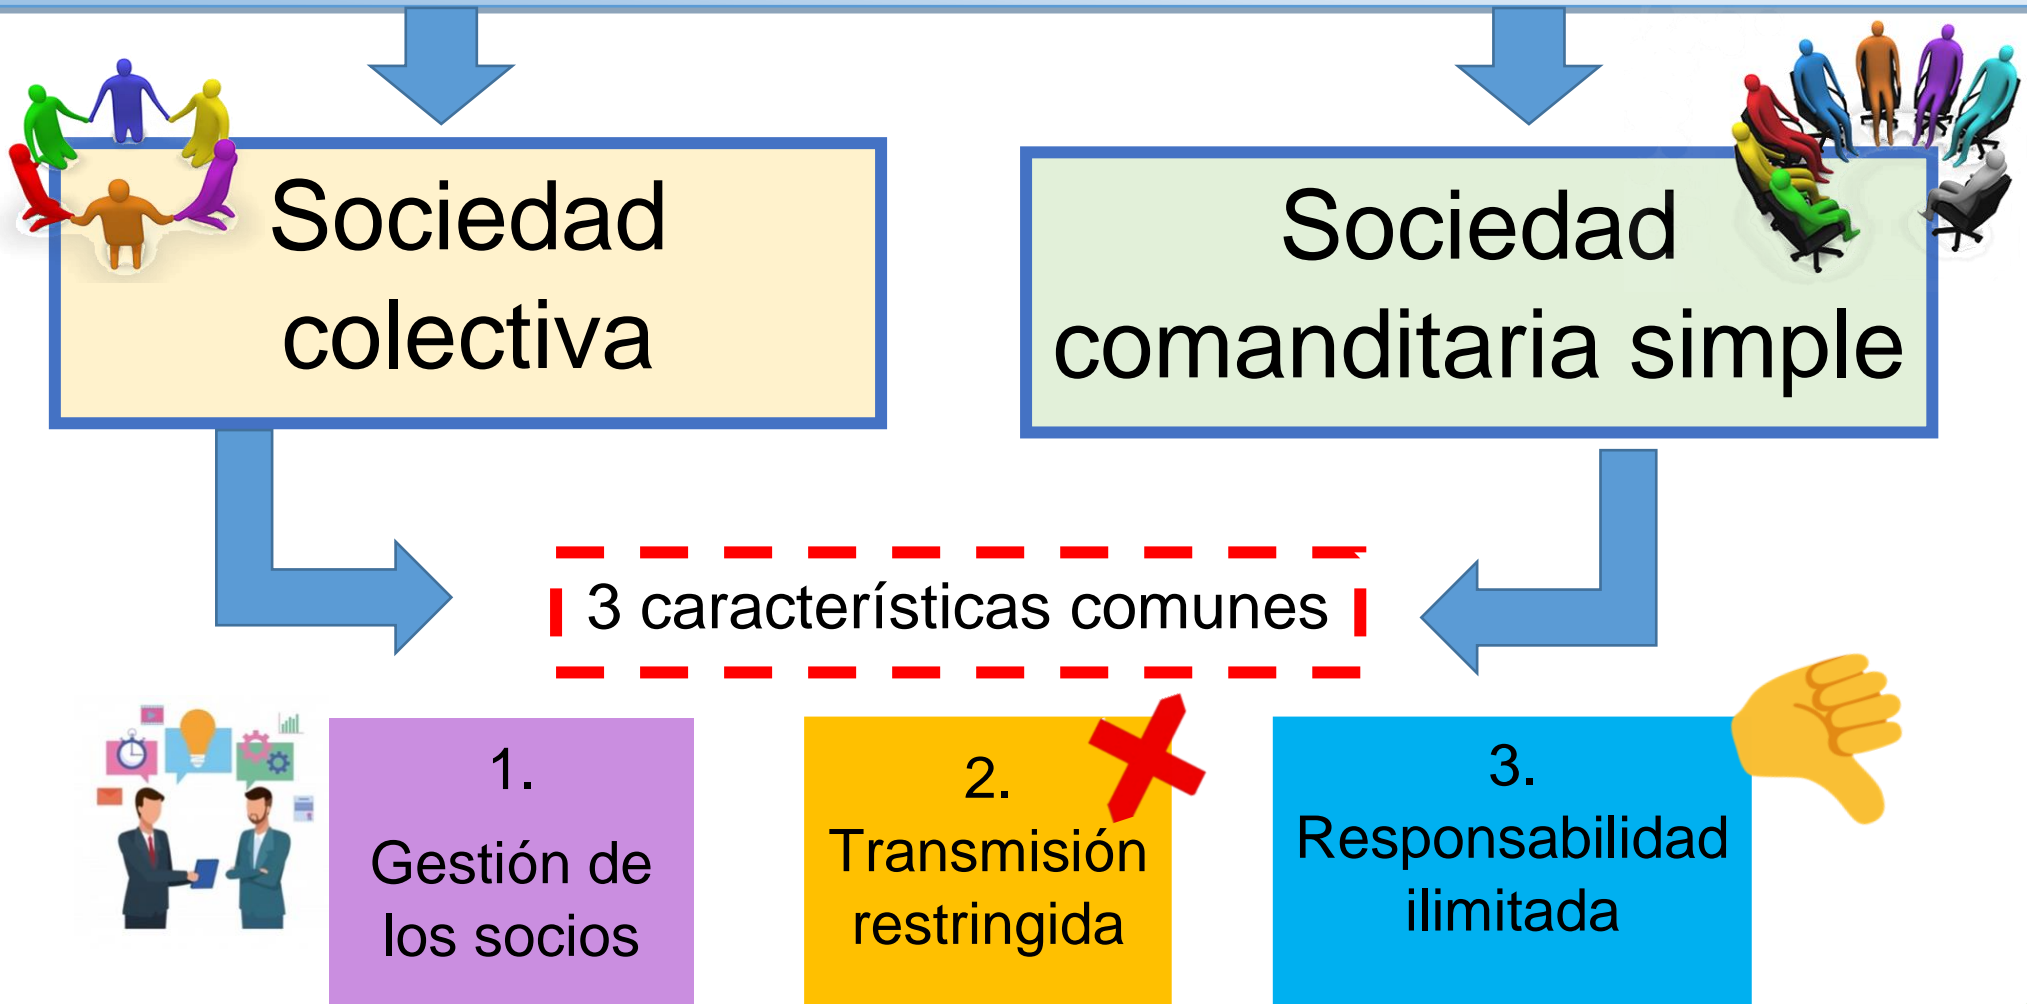 Sociedad
colectiva
Sociedad
comanditaria simple
3 características comunes
1.
Gestión de
los socios
2.
Transmisión
restringida
3.
Responsabilidad
ilimitada